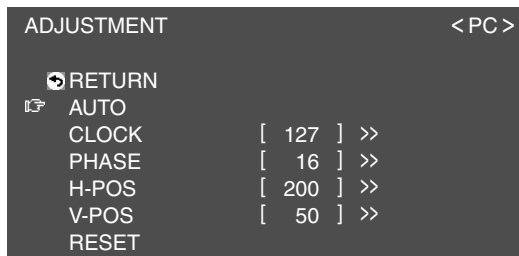 ADJUSTMENT <PC>
RETURN
AUTO
CLOCK [ 127 ] >>
PHASE [ 16 ] >>
H-POS [ 200 ] >>
V-POS [ 50 ] >>
RESET